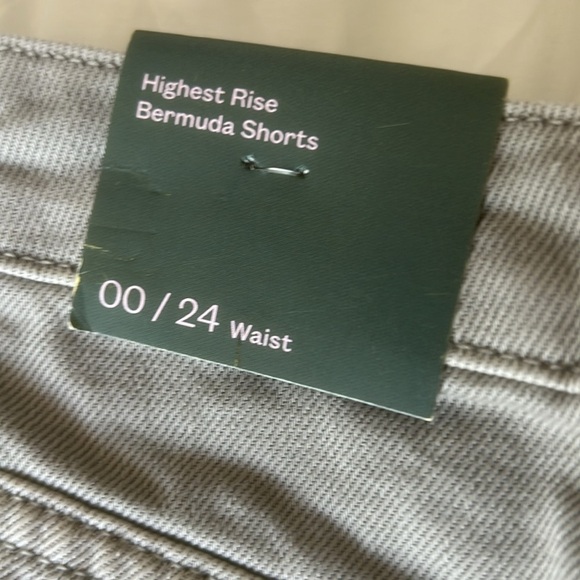 Highest Rise
Bermuda Shorts
00 / 24 Waist